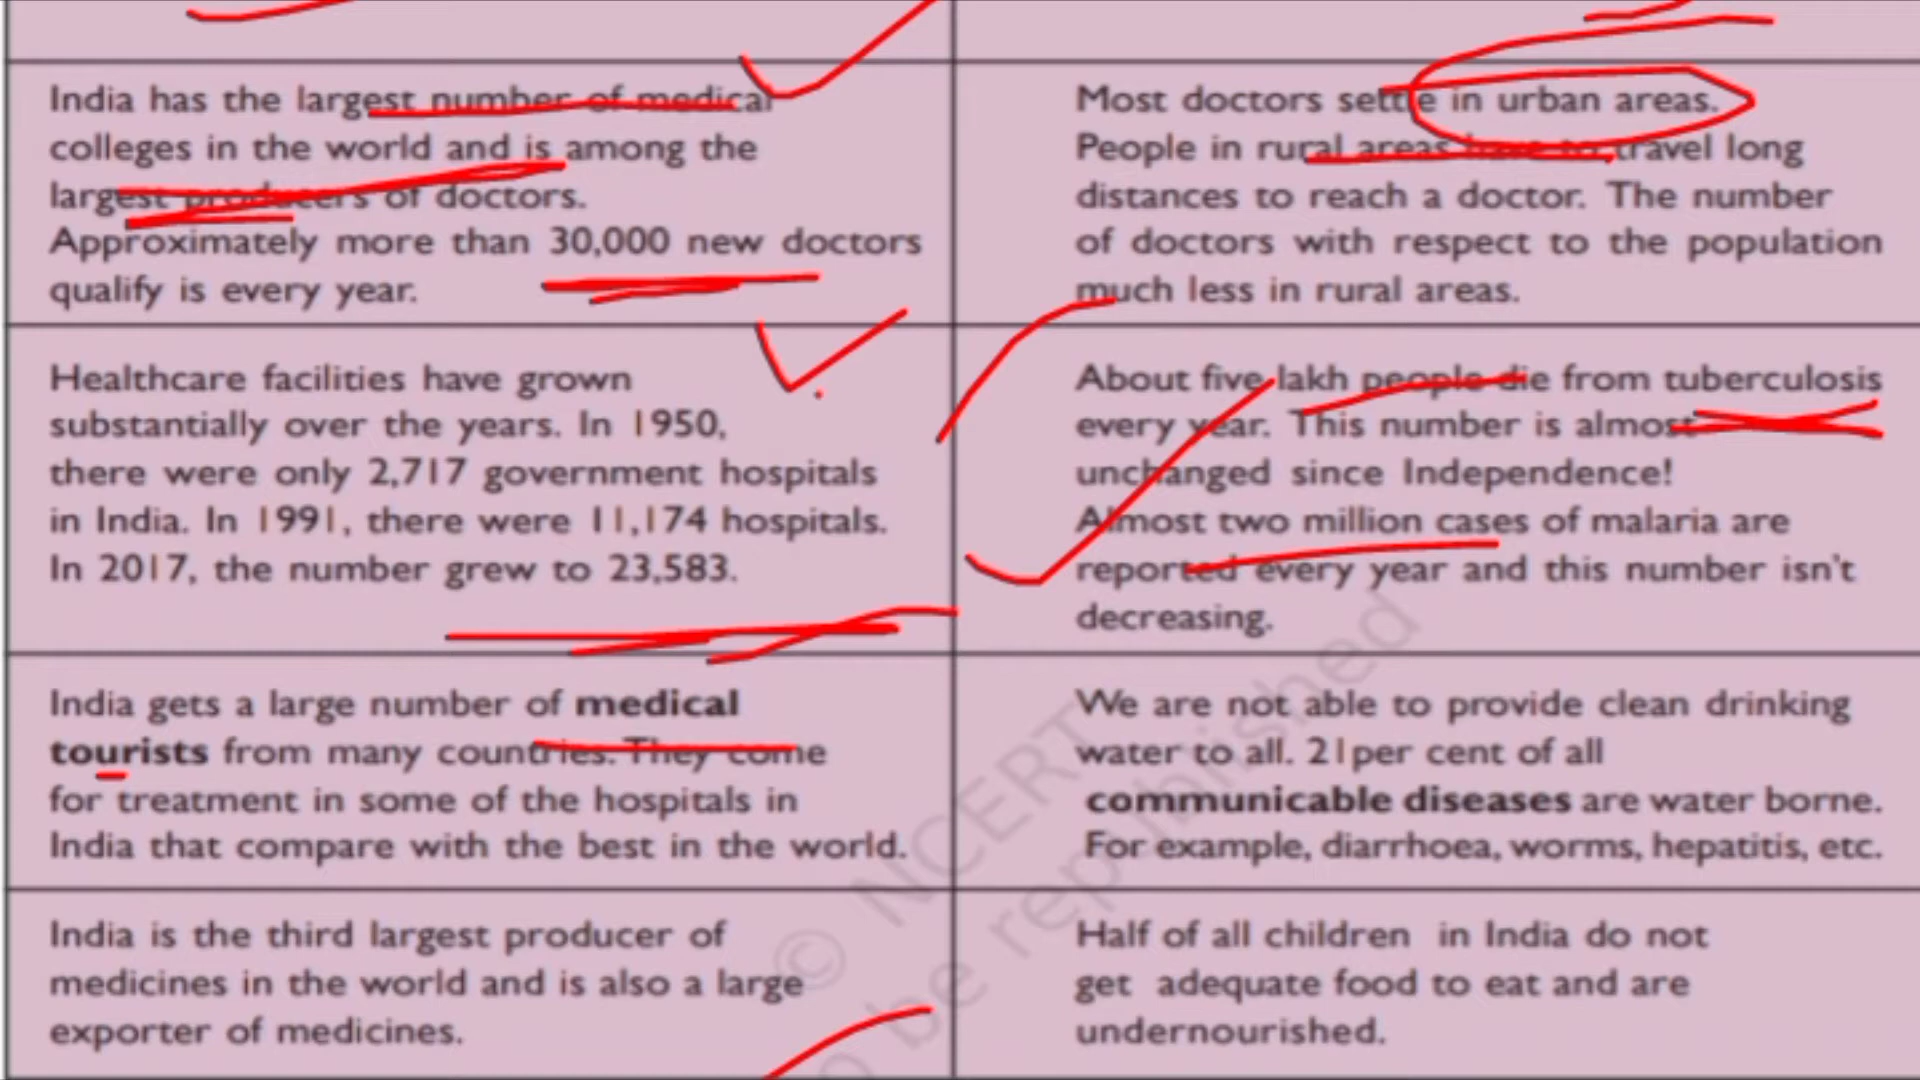 India has the largest number of medical
colleges in the world and is among the
largest producers of doctors.
Approximately more than 30,000 new doctors
qualify is every year.
Most doctors settle in urban areas.
People in rural areas have to travel long
distances to reach a doctor. The number
of doctors with respect to the population
much less in rural areas.
Healthcare facilities have grown
substantially over the years. In 1950,
there were only 2,717 government hospitals
in India. In 1991, there were 11,174 hospitals.
In 2017, the number grew to 23,583.
About five lakh people die from tuberculosis
every year. This number is almost
unchanged since Independence!
Almost two million cases of malaria are
reported every year and this number isn't
decreasing.
India gets a large number of medical
tourists from many countries. They come
for treatment in some of the hospitals in
India that compare with the best in the world.
We are not able to provide clean drinking
water to all. 21per cent of all
communicable diseases are water borne.
For example, diarrhoea, worms, hepatitis, etc.
India is the third largest producer of
medicines in the world and is also a large
exporter of medicines.
Half of all children in India do not
get adequate food to eat and are
undernourished.
© NCERT
be republished